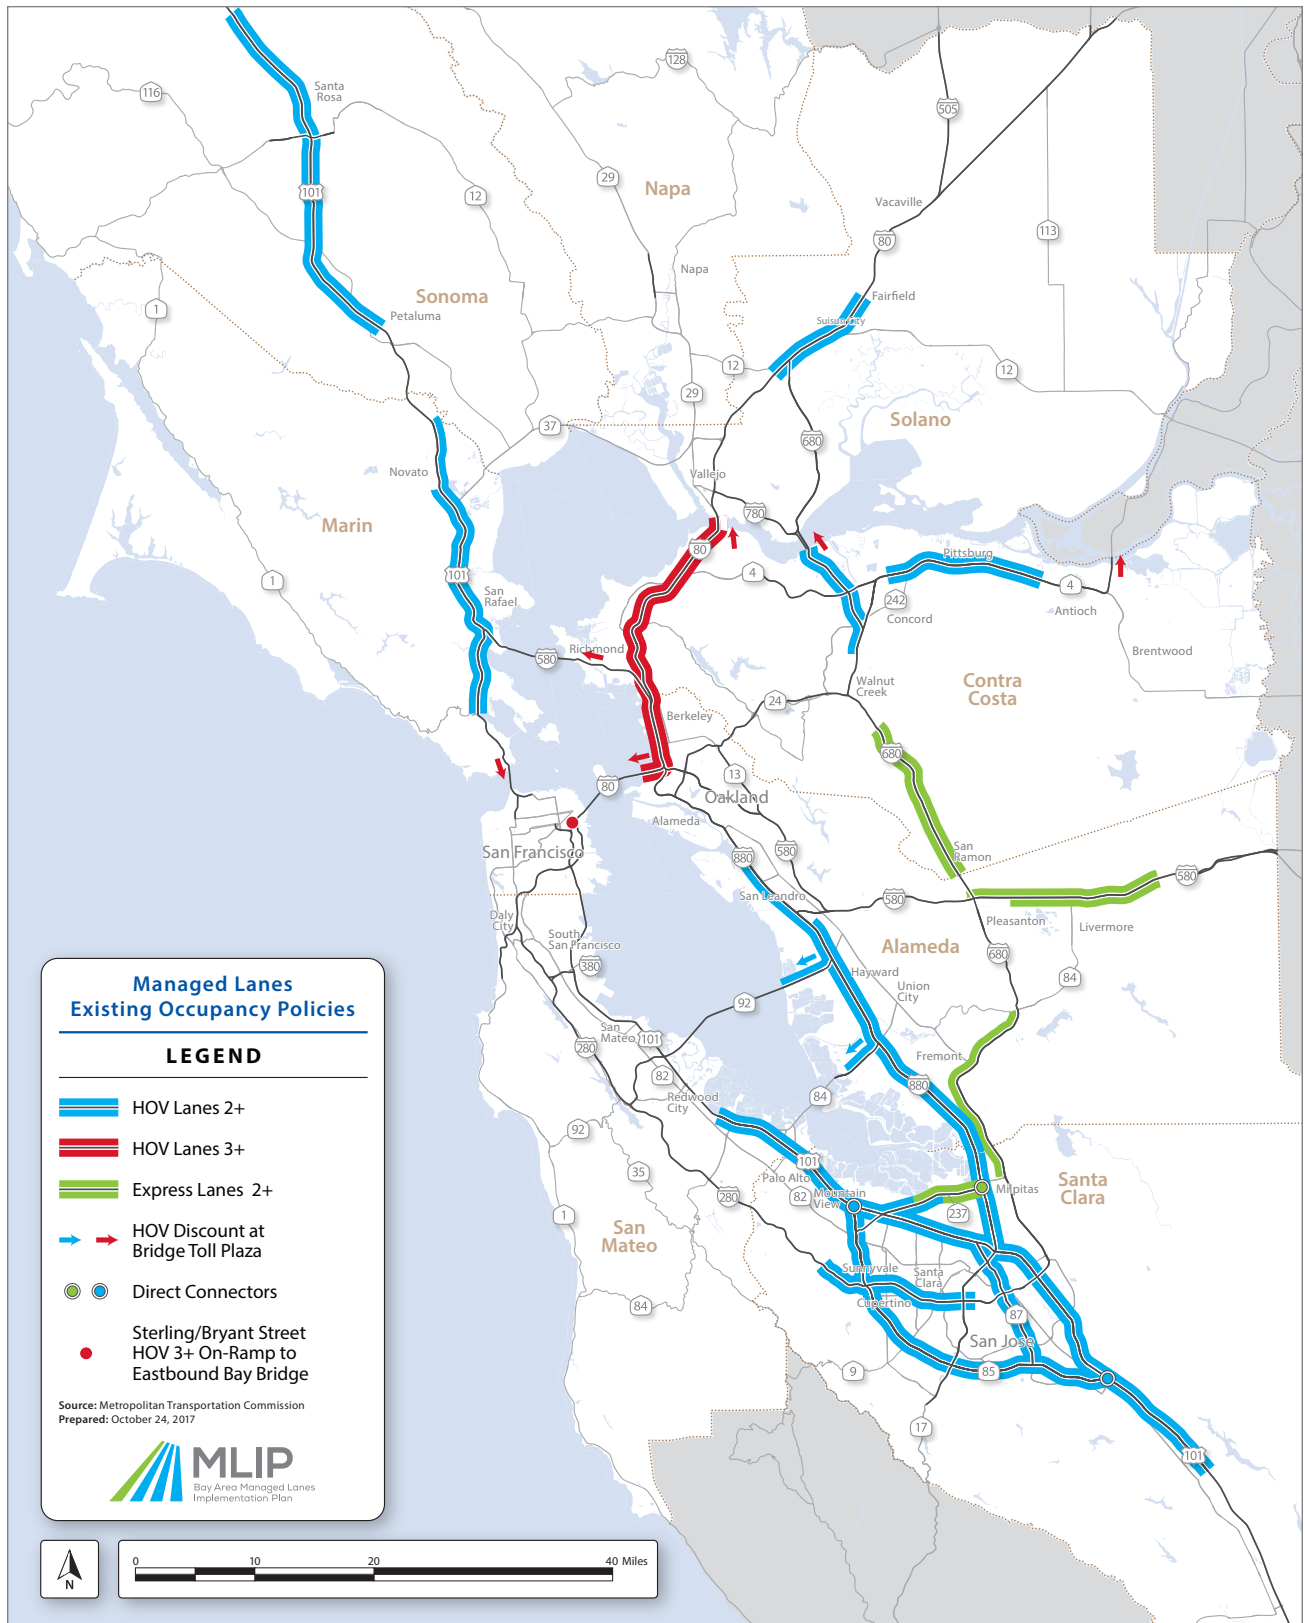 128
116
Santa
Rosa
505
29
Napa
101
12
Vacaville
113
80
Napa
Sonoma
Fairfield
1
Petaluma
Suisun City
12
12
29
Solano
37
680
Novato
Vallejo
Marin
780
80
Pittsburg
4
101
1
4
San
Rafael
242
Antioch
Concord
Richmond
580
Brentwood
Walnut
Creek
Contra
Costa
24
Berkeley
680
13
80
Oakland
Alameda
San Francisco
880
580
San
Ramon
580
San Leandro
580
Daly
City
Pleasanton
Livermore
South
San Francisco
Alameda
680
380
Hayward
84
Union
City
92
San
Mateo
101
280
Fremont
82
880
Redwood
City
84
92
101
35
Palo Alto
Milpitas
Santa
Clara
82
Mountain
View
280
237
1
San
Mateo
Sunnyvale
Santa
Clara
Cupertino
84
87
San Jose
9
85
17
101
Managed Lanes
Existing Occupancy Policies
LEGEND
HOV Lanes 2+
HOV Lanes 3+
Express Lanes 2+
HOV Discount at
Bridge Toll Plaza
Direct Connectors
Sterling/Bryant Street
HOV 3+ On-Ramp to
Eastbound Bay Bridge
Source: Metropolitan Transportation Commission
Prepared: October 24, 2017
MLIP
Bay Area Managed Lanes
Implementation Plan
N
0 10 20 40 Miles